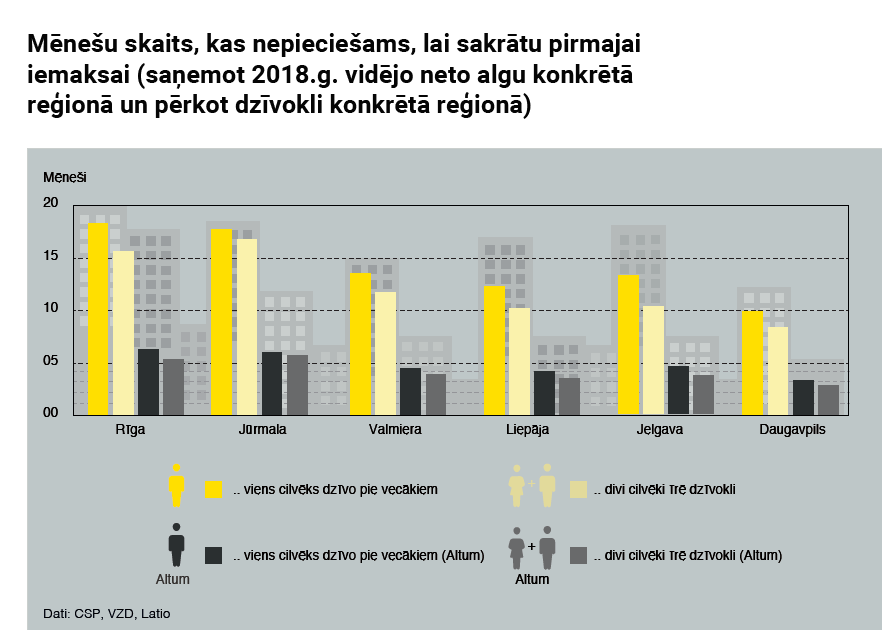 Mēnešu skaits, kas nepieciešams, lai sakrātu pirmajai
iemaksai (saņemot 2018.g. vidējo neto algu konkrētā
reģionā un pērkot dzīvokli konkrētā reģionā)
Mēneši
20
15
10
05
00
Rīga Jūrmala Valmiera Liepāja Jelgava Daugavpils
.. viens cilvēks dzīvo pie vecākiem
+ .. divi cilvēki īrē dzīvokli
.. viens cilvēks dzīvo pie vecākiem (Altum)
+ .. divi cilvēki īrē dzīvokli (Altum)
Altum Altum
Dati: CSP, VZD, Latio